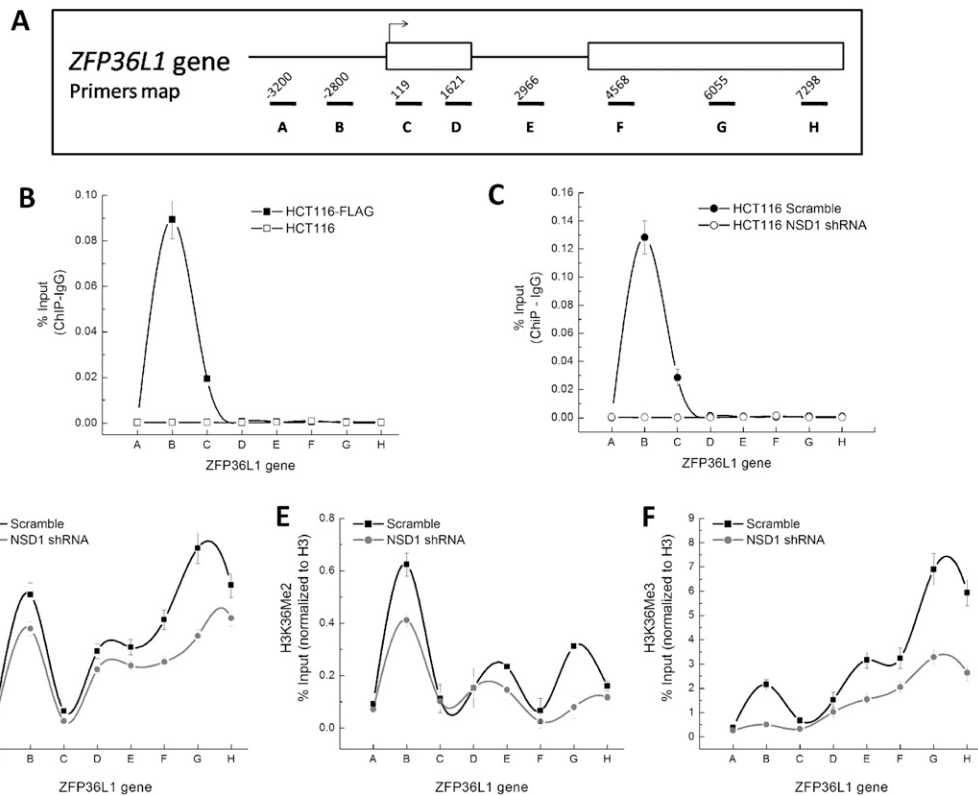 A
ZFP36L1 gene
Primers map
-3200 -2800 119 1621 2966 4568 6055 7298
A B C D E F G H
B
0.10
0.08
0.06
0.04
0.02
0.00
% Input
(ChIP-IgG)
HCT116-FLAG
HCT116
A B C D E F G H
ZFP36L1 gene
C
0.16
0.14
0.12
0.10
0.08
0.06
0.04
0.02
0.00
% Input
(ChiP - IgG)
HCT116 Scramble
HCT116 NSD1 shRNA
A B C D E F G H
ZFP36L1 gene
Scramble
NSD1 shRNA
B C D E F G H
ZFP36L1 gene
E
0.8
0.6
0.4
0.2
0.0
H3K36Me2
% Input (normalized to H3)
Scramble
NSD1 shRNA
A B C D E F G H
ZFP36L1 gene
F
9
8
7
6
5
4
3
2
1
0
H3K36Me3
% Input (normalized to H3)
Scramble
NSD1 shRNA
A B C D E F G H
ZFP36L1 gene